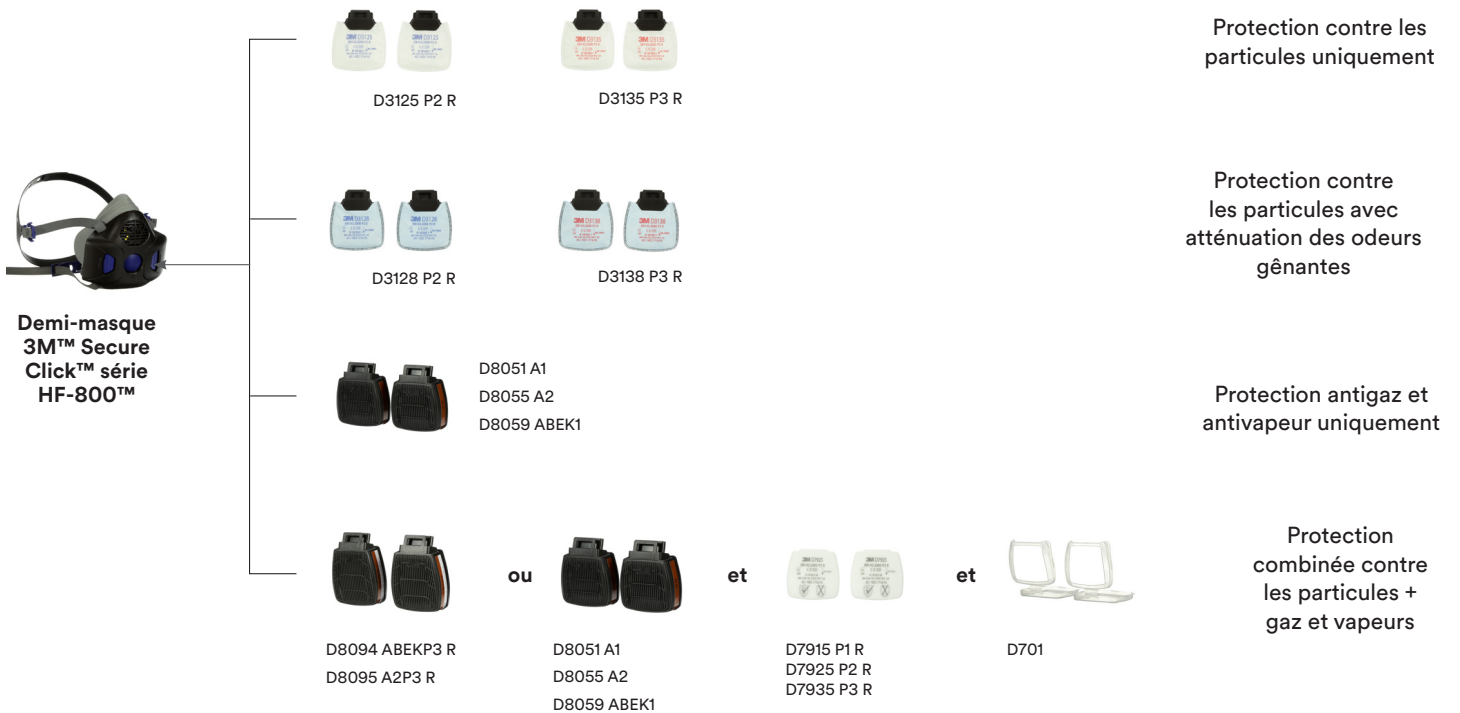 Protection contre les
particules uniquement
D3125 P2 R
D3135 P3 R
Protection contre
les particules avec
atténuation des odeurs
gênantes
D3128 P2 R
D3138 P3 R
Demi-masque
3M™ Secure
Click™ série
HF-800™
D8051 A1
D8055 A2
D8059 ABEK1
Protection antigaz et
antivapeur uniquement
ou
et
et
Protection
combinée contre
les particules +
gaz et vapeurs
D8094 ABEKP3 R
D8095 A2P3 R
D8051 A1
D8055 A2
D8059 ABEK1
D7915 P1 R
D7925 P2 R
D7935 P3 R
D701